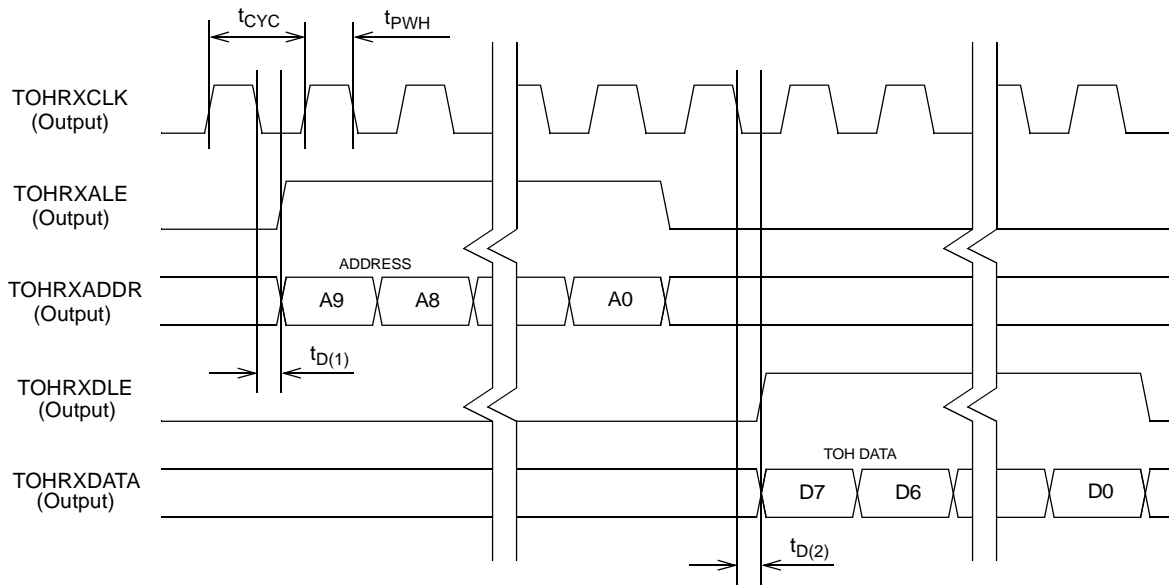 tCYC
tPWH
TOHRXCLK
(Output)
TOHRXALE
(Output)
ADDRESS
TOHRXADDR
(Output)
A9
A8
A0
tD(1)
TOHRXDLE
(Output)
TOH DATA
TOHRXDATA
(Output)
D7
D6
D0
tD(2)